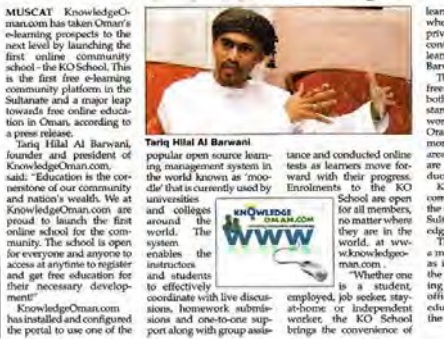 MUSCAT KnowledgeO-
man.com has taken Oman's
e-learning prospects to the
next level by launching the
first online community
school - the KO School. This
is the first free e-learning
community platform in the
Sultanate and a major leap
towards free online educa-
tion in Oman, according to
a press release.
Tariq Hilal Al Barwani,
founder and president of
KnowledgeOman.com,
said: "Education is the cor-
nerstone of our community
and nation's wealth. We at
KnowledgeOman.com are
proud to launch the first
online school for the com-
munity. The school is open
for everyone and anyone to
access at anytime to register
and get free education for
their necessary develop-
ment!"
KnowledgeOman.com
has installed and configured
the portal to use one of the
Tariq Hilal Al Barwani
popular open source learn-
ing management system in
the world known as 'moo-
dle' that is currently used by
universities
and colleges
around the
world. The
system
enables the
instructors
and students
to effectively
coordinate with live discus-
sions, homework submis-
sions and one-to-one sup-
port along with group assis-
KNOWLEDGE
OMAN.COM
WWW
tance and conducted online
tests as learners move for-
ward with their progress.
Enrolments to the KO
School are open
for all members,
no matter where
they are in the
world, at ww-
w.knowledgeo-
man.com.
"Whether one
is a student,
employed, job seeker, stay-
at-home or independent
worker, the KO School
brings the convenience of